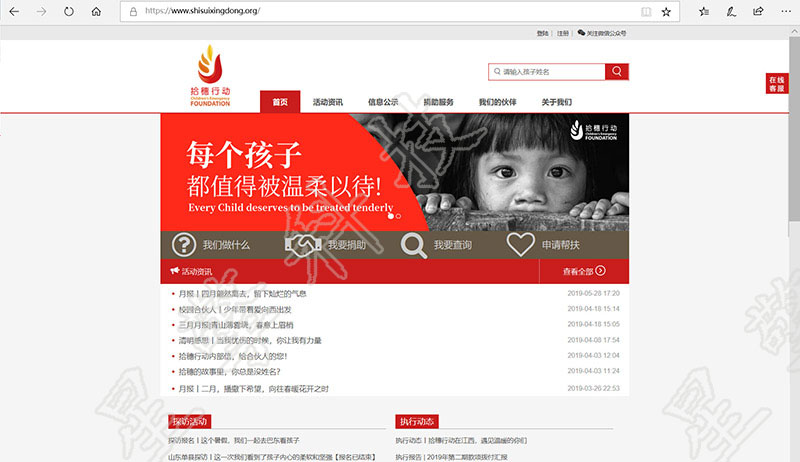 https://www.shisuixingdong.org/
登陆 | 注册 | 关注微信公众号
拾穗行动
Children's Emergency
FOUNDATION
请输入孩子姓名
在线
客服
首页 活动资讯 信息公示 捐助服务 我们的伙伴 关于我们
拾穗行动
Children's Emergency
FOUNDATION
每个孩子
都值得被温柔以待!
Every Child deserves to be treated tenderly
我们做什么 我要捐助 我要查询 申请帮扶
活动资讯 查看全部
月报丨四月龇然离去，留下灿烂的气息 2019-05-28 17:20
校回合伙人丨少年带着爱向西出发 2019-04-18 15:14
三月月报|青山薄雾晓，春意上眉梢 2019-04-18 15:05
清明感思丨当我忧伤的时候，你让我有力量 2019-04-08 17:54
拾穗行动内部信，给合伙人的您！ 2019-04-03 12:04
拾穗的故事里，你总是没姓名? 2019-04-03 11:24
月报丨二月，播撒下希望，向往春暖花开之时 2019-03-26 22:53
探访活动 执行动态
探访报名丨这个暑假，我们一起去巴东看孩子 执行动态丨拾穗行动在江西，遇见温暖的你们
山东单县探访丨这一次我们看到了孩子内心的柔软和坚强【报名已结束】 执行报告 | 2019年第二期款项拨付汇报